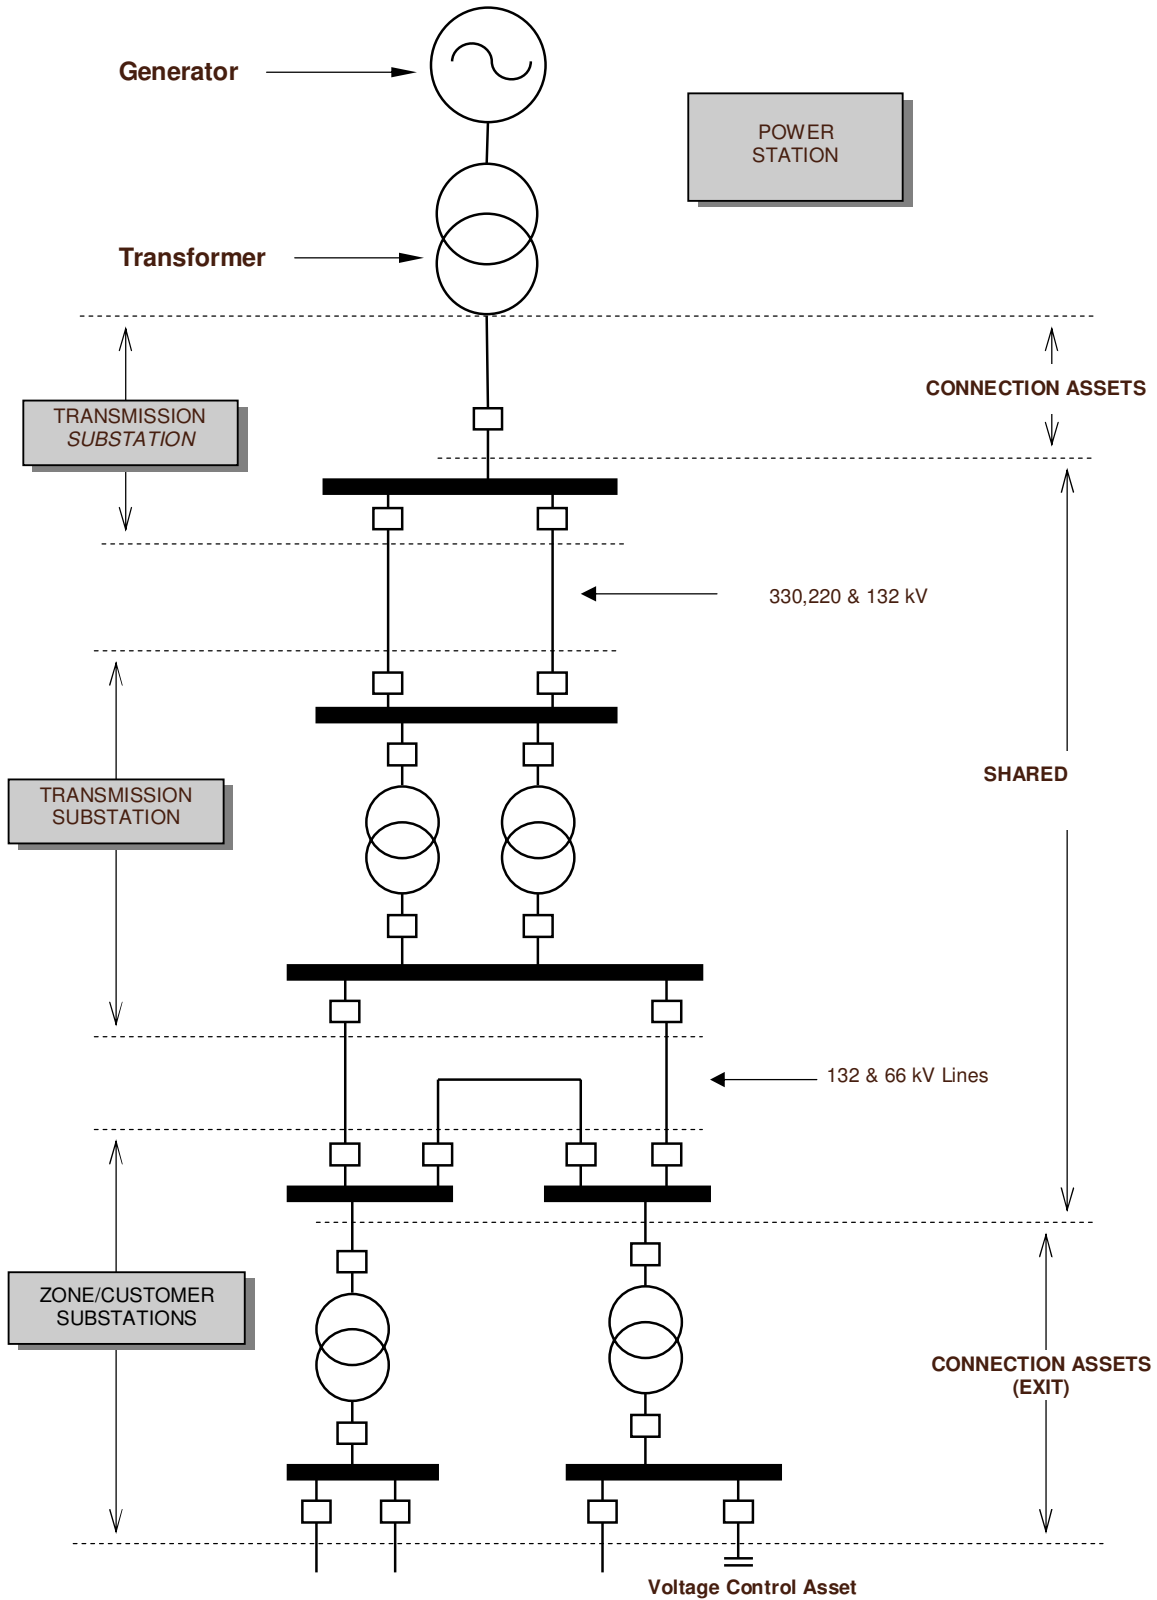 Generator
POWER
STATION
Transformer
CONNECTION ASSETS
TRANSMISSION
SUBSTATION
330,220 & 132 kV
SHARED
TRANSMISSION
SUBSTATION
132 & 66 kV Lines
ZONE/CUSTOMER
SUBSTATIONS
CONNECTION ASSETS
(EXIT)
Voltage Control Asset